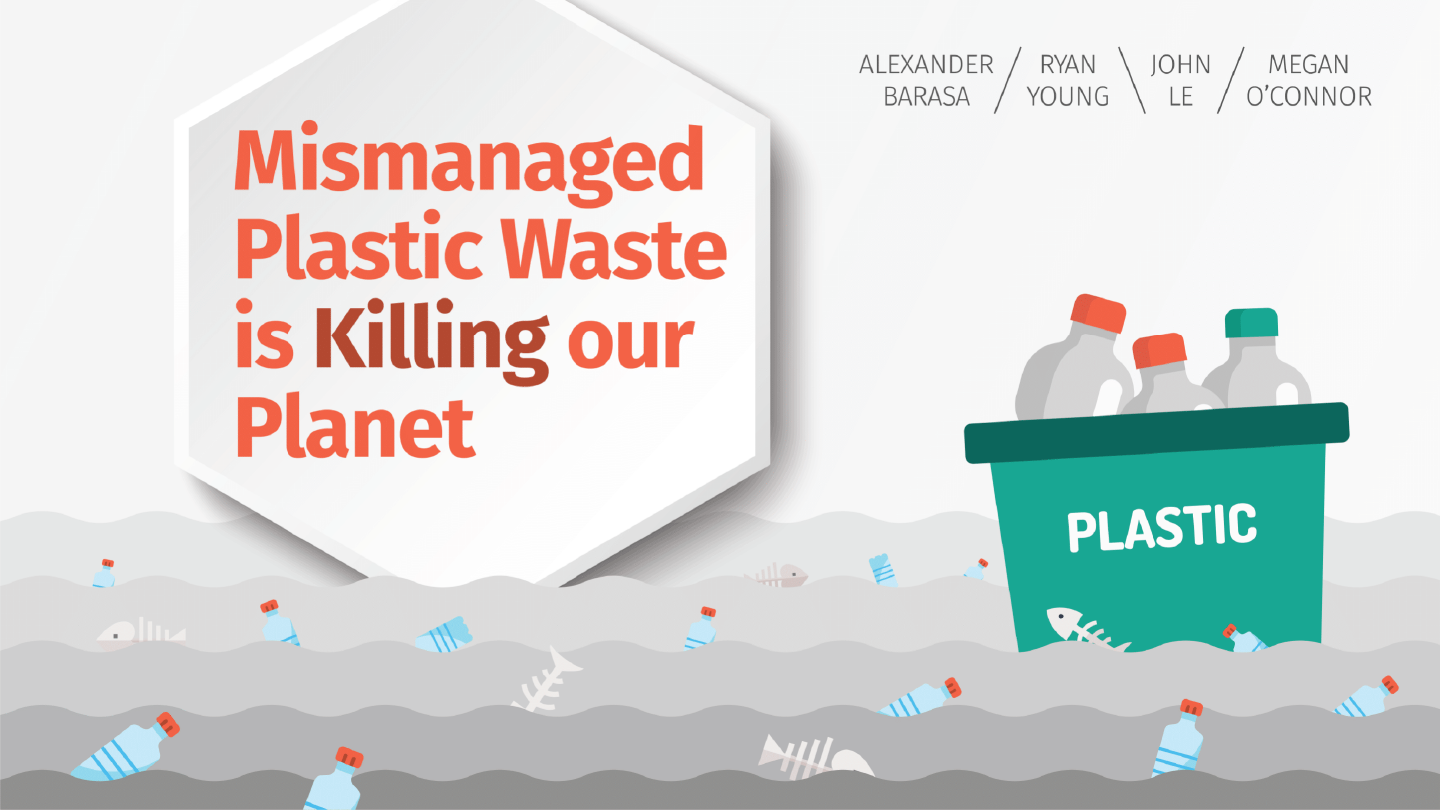 Mismanaged
Plastic Waste
is Killing our
Planet
ALEXANDER BARASA
RYAN YOUNG
JOHN LE
MEGAN O’CONNOR
PLASTIC